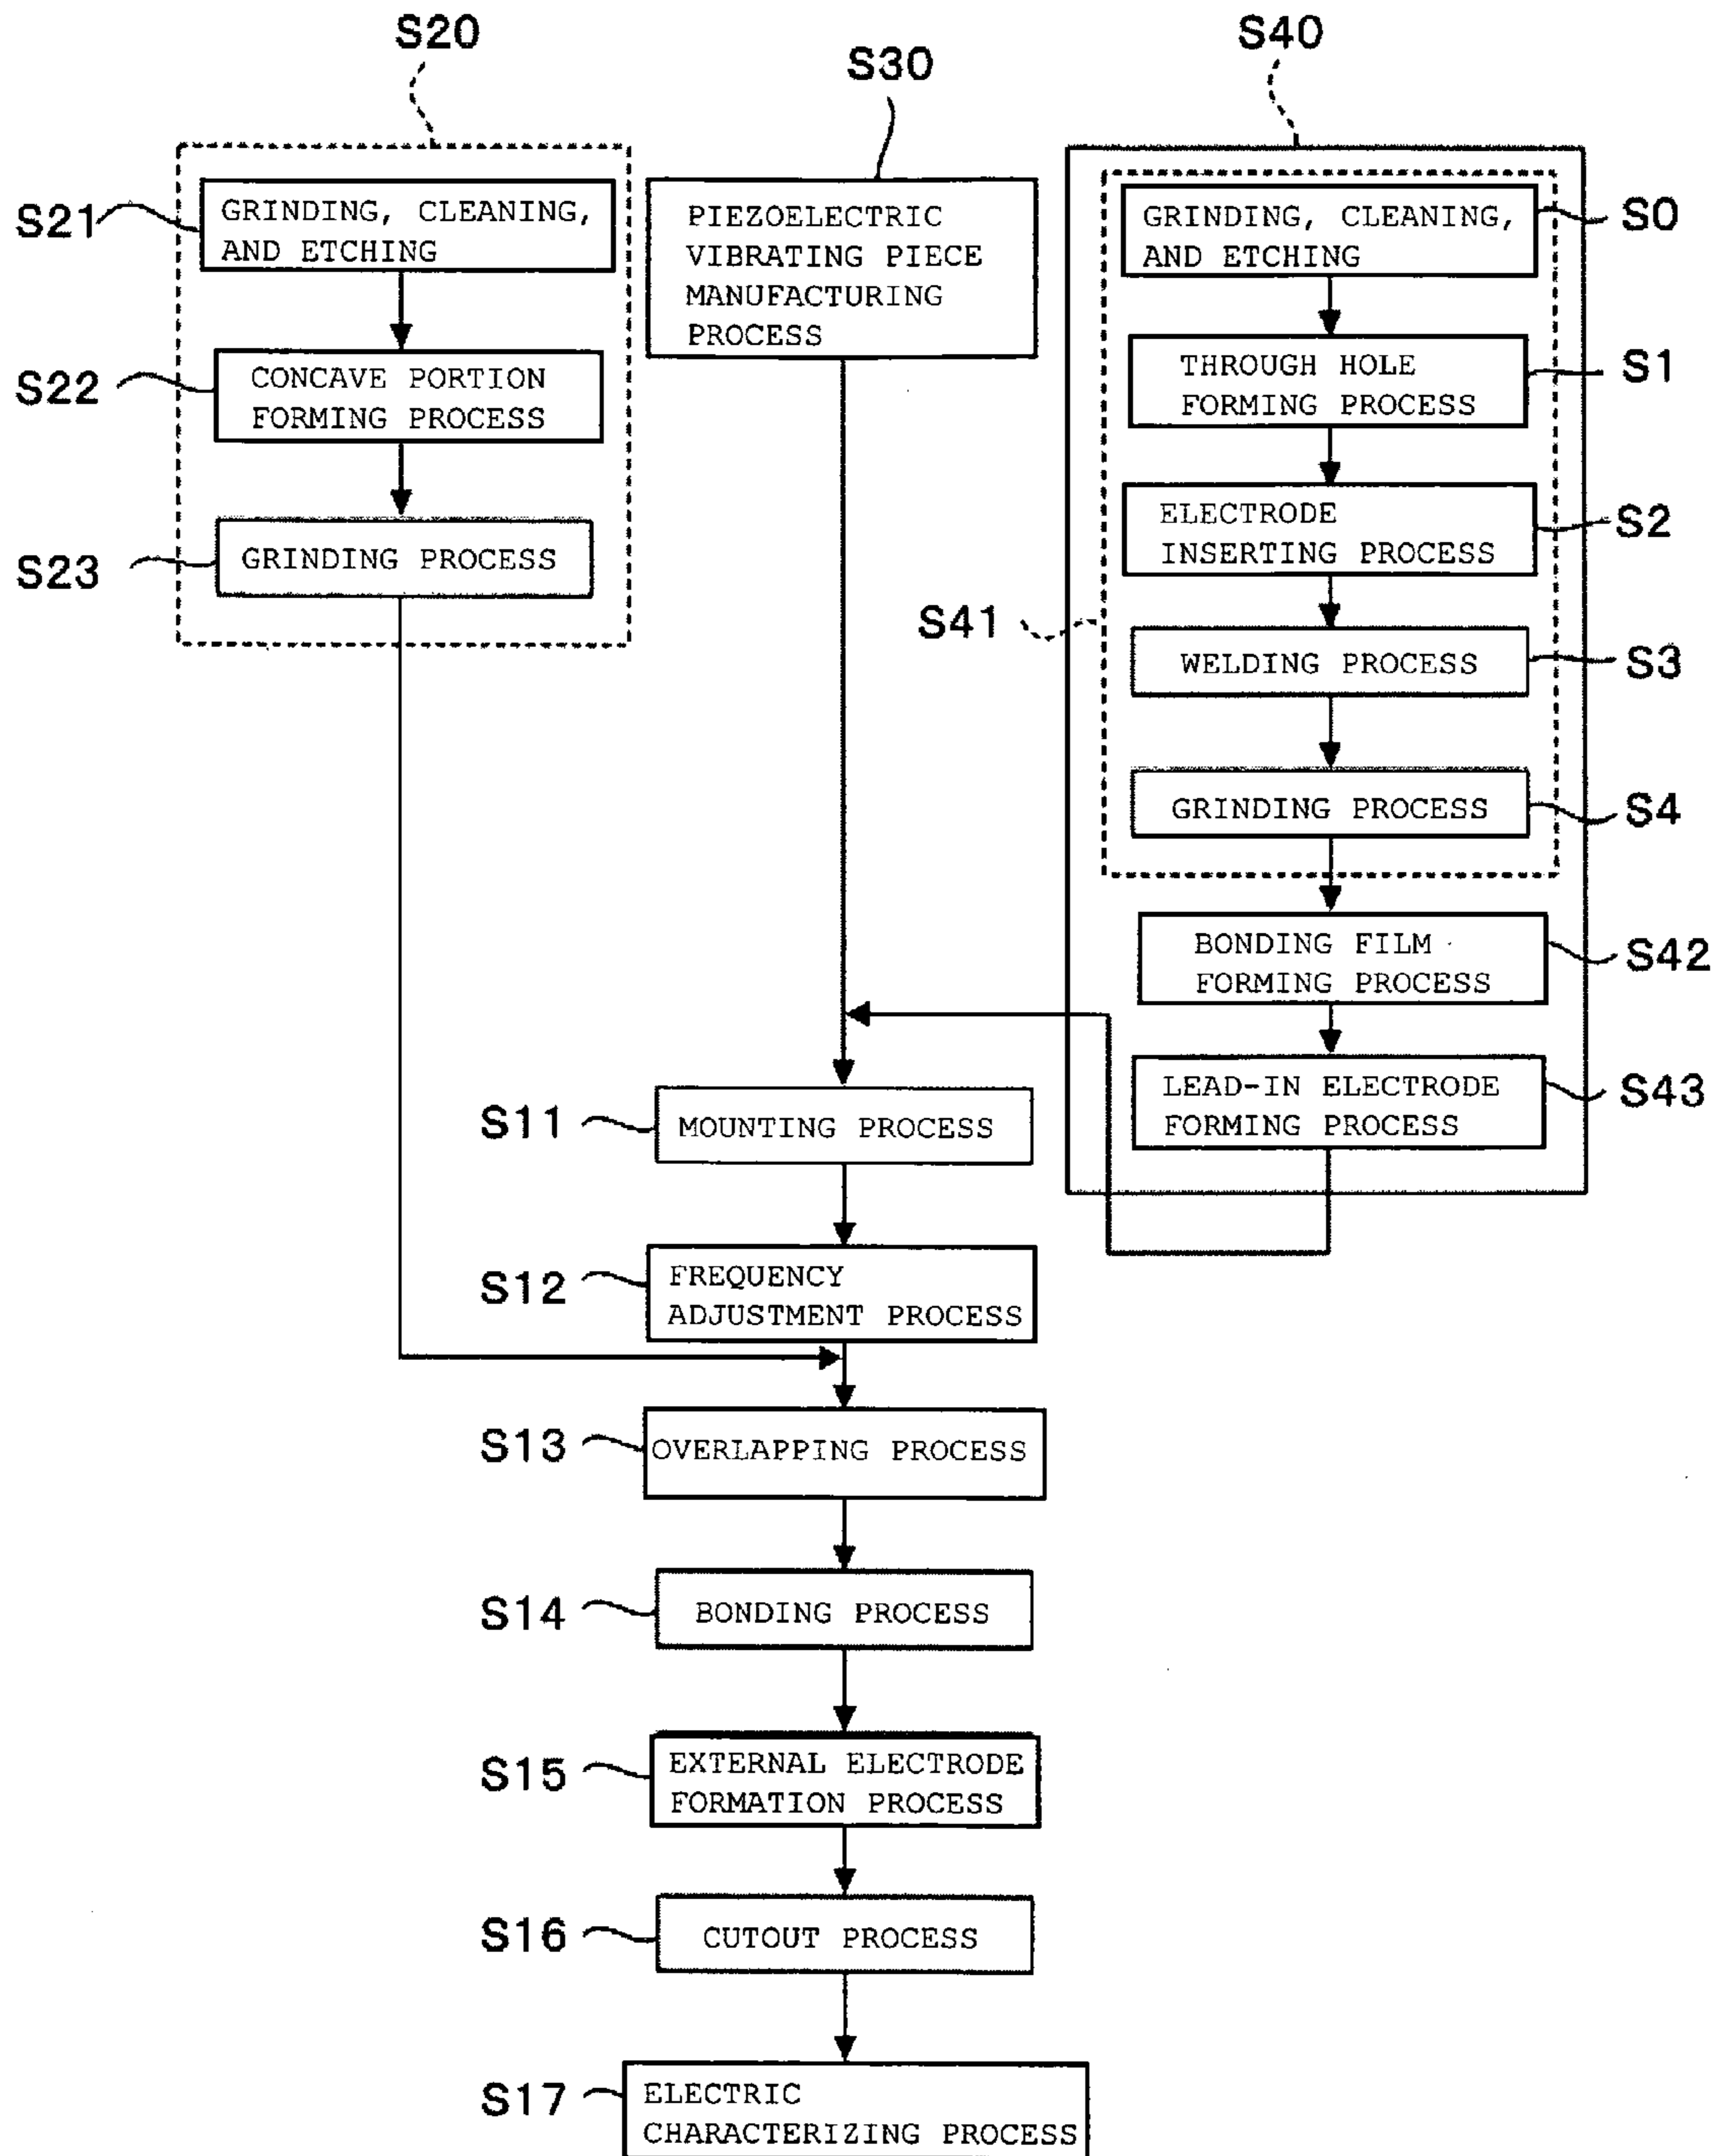 S20
S30
S40
S21
GRINDING, CLEANING,
AND ETCHING
S22
CONCAVE PORTION
FORMING PROCESS
S23
GRINDING PROCESS
PIEZOELECTRIC
VIBRATING PIECE
MANUFACTURING
PROCESS
S41
GRINDING, CLEANING,
AND ETCHING
S0
THROUGH HOLE
FORMING PROCESS
S1
ELECTRODE
INSERTING PROCESS
S2
WELDING PROCESS
S3
GRINDING PROCESS
S4
BONDING FILM
FORMING PROCESS
S42
LEAD-IN ELECTRODE
FORMING PROCESS
S43
S11
MOUNTING PROCESS
S12
FREQUENCY
ADJUSTMENT PROCESS
S13
OVERLAPPING PROCESS
S14
BONDING PROCESS
S15
EXTERNAL ELECTRODE
FORMATION PROCESS
S16
CUTOUT PROCESS
S17
ELECTRIC
CHARACTERIZING PROCESS